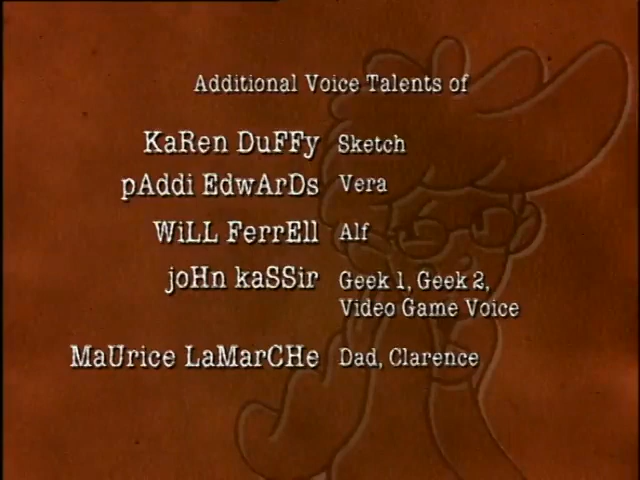 Additional Voice Talents of
KaRen DuFFy Sketch
pAddi EdwArDs Vera
WiLL FerrEll Alf
joHn kaSSir Geek 1, Geek 2,
Video Game Voice
MaUrice LaMarCHe Dad, Clarence